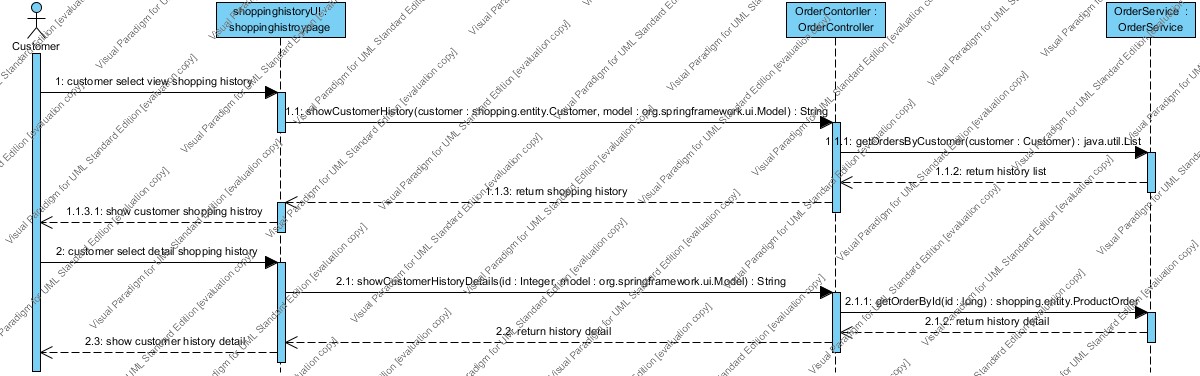 shoppinghistoryUI :
shoppinghistroypage
OrderContorller :
OrderController
OrderService :
OrderService
Customer
1: customer select view shopping history
1.1: showCustomerHistory(customer : shopping.entity.Customer, model : org.springframework.ui.Model) : String
1.1.1: getOrdersByCustomer(customer : Customer) : java.util.List
1.1.2: return history list
1.1.3: return shopping history
1.1.3.1: show customer shopping histroy
2: customer select detail shopping history
2.1: showCustomerHistoryDetails(id : Integer, model : org.springframework.ui.Model) : String
2.1.1: getOrderById(id : long) : shopping.entity.ProductOrder
2.1.2: return history detail
2.2: return history detail
2.3: show customer history detail
Visual Paradigm for UML Standard Edition [evaluation copy]